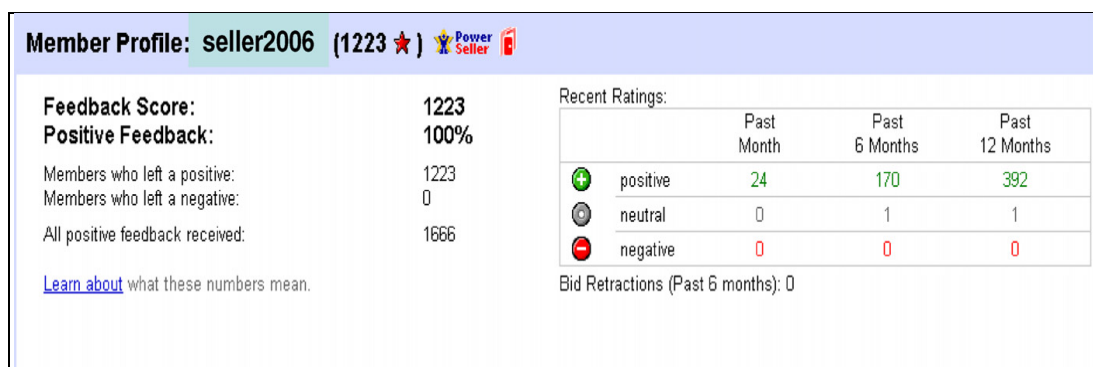 Member Profile: seller2006 (1223 ) Power Seller
Feedback Score: 1223
Positive Feedback: 100%
Members who left a positive: 1223
Members who left a negative: 0
All positive feedback received: 1666
Learn about what these numbers mean.
Recent Ratings:
Past Month Past 6 Months Past 12 Months
positive 24 170 392
neutral 0 1 1
negative 0 0 0
Bid Retractions (Past 6 months): 0